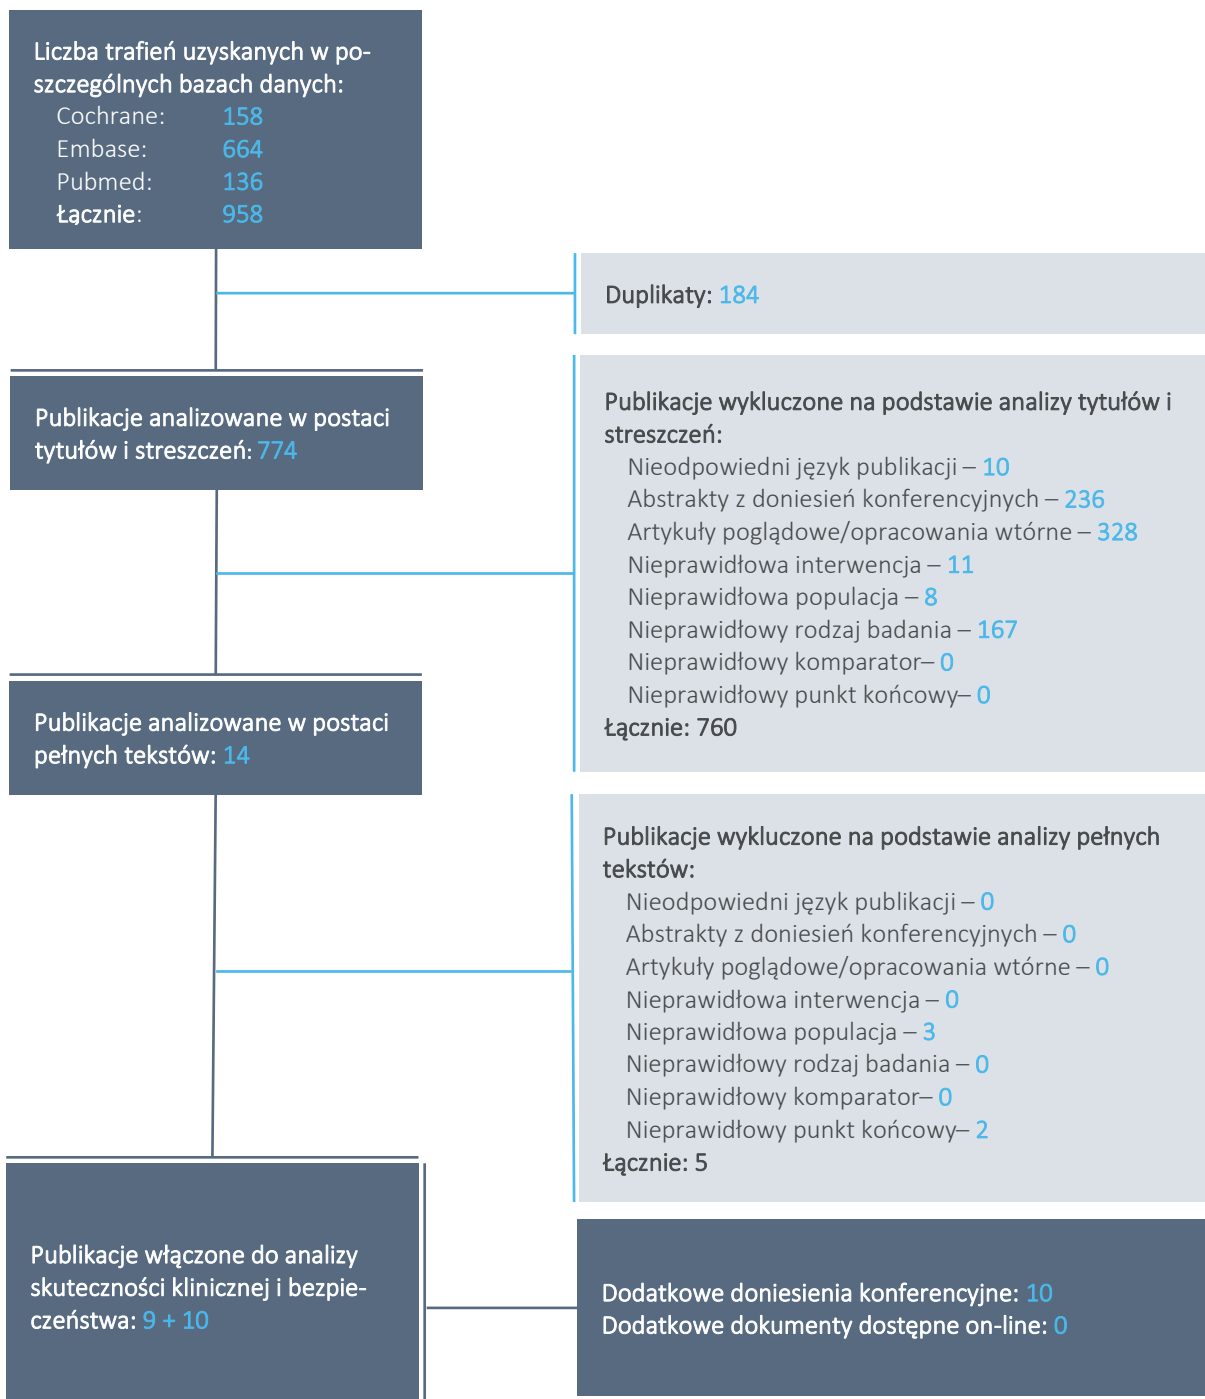 Liczba trafień uzyskanych w po-
szczególnych bazach danych:
Cochrane: 158
Embase: 664
Pubmed: 136
Łącznie: 958
Duplikaty: 184
Publikacje analizowane w postaci
tytułów i streszczeń: 774
Publikacje wykluczone na podstawie analizy tytułów i
streszczeń:
Nieodpowiedni język publikacji – 10
Abstrakty z doniesień konferencyjnych – 236
Artykuły poglądowe/opracowania wtórne – 328
Nieprawidłowa interwencja – 11
Nieprawidłowa populacja – 8
Nieprawidłowy rodzaj badania – 167
Nieprawidłowy komparator– 0
Nieprawidłowy punkt końcowy– 0
Łącznie: 760
Publikacje analizowane w postaci
pełnych tekstów: 14
Publikacje wykluczone na podstawie analizy pełnych
tekstów:
Nieodpowiedni język publikacji – 0
Abstrakty z doniesień konferencyjnych – 0
Artykuły poglądowe/opracowania wtórne – 0
Nieprawidłowa interwencja – 0
Nieprawidłowa populacja – 3
Nieprawidłowy rodzaj badania – 0
Nieprawidłowy komparator– 0
Nieprawidłowy punkt końcowy– 2
Łącznie: 5
Publikacje włączone do analizy
skuteczności klinicznej i bezpie-
czeństwa: 9 + 10
Dodatkowe doniesienia konferencyjne: 10
Dodatkowe dokumenty dostępne on-line: 0